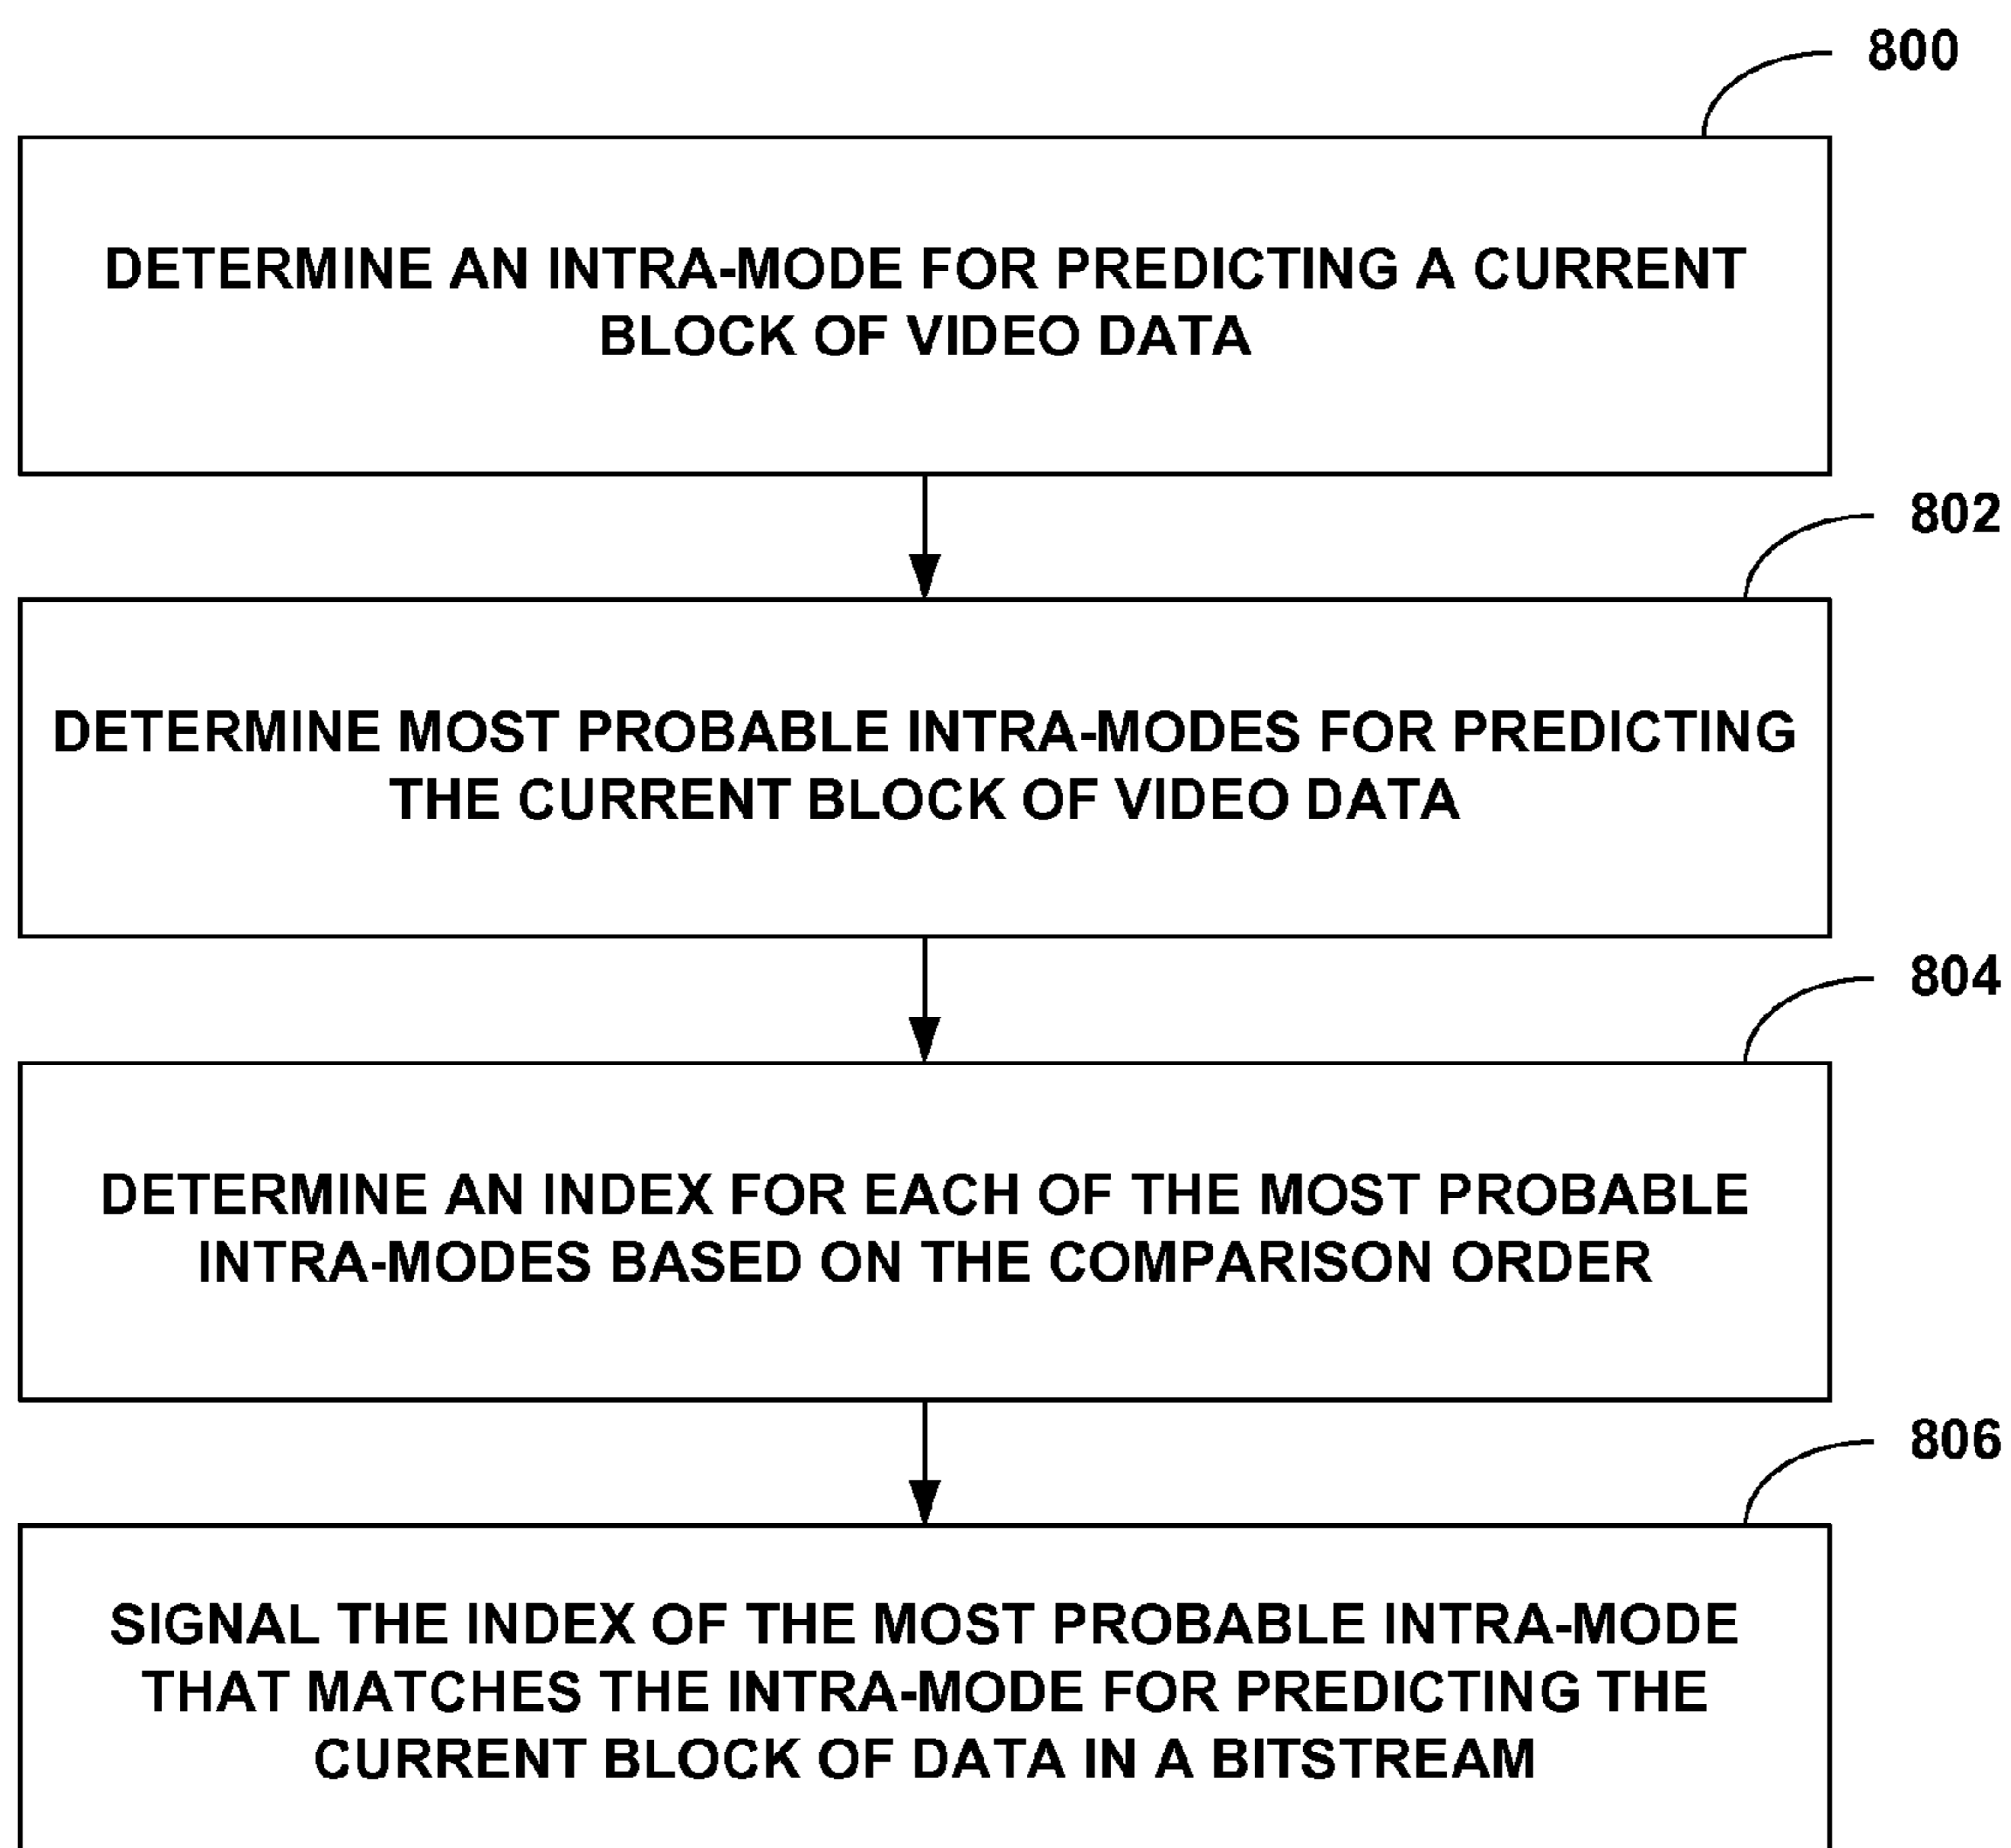 800
DETERMINE AN INTRA-MODE FOR PREDICTING A CURRENT
BLOCK OF VIDEO DATA
802
DETERMINE MOST PROBABLE INTRA-MODES FOR PREDICTING
THE CURRENT BLOCK OF VIDEO DATA
804
DETERMINE AN INDEX FOR EACH OF THE MOST PROBABLE
INTRA-MODES BASED ON THE COMPARISON ORDER
806
SIGNAL THE INDEX OF THE MOST PROBABLE INTRA-MODE
THAT MATCHES THE INTRA-MODE FOR PREDICTING THE
CURRENT BLOCK OF DATA IN A BITSTREAM